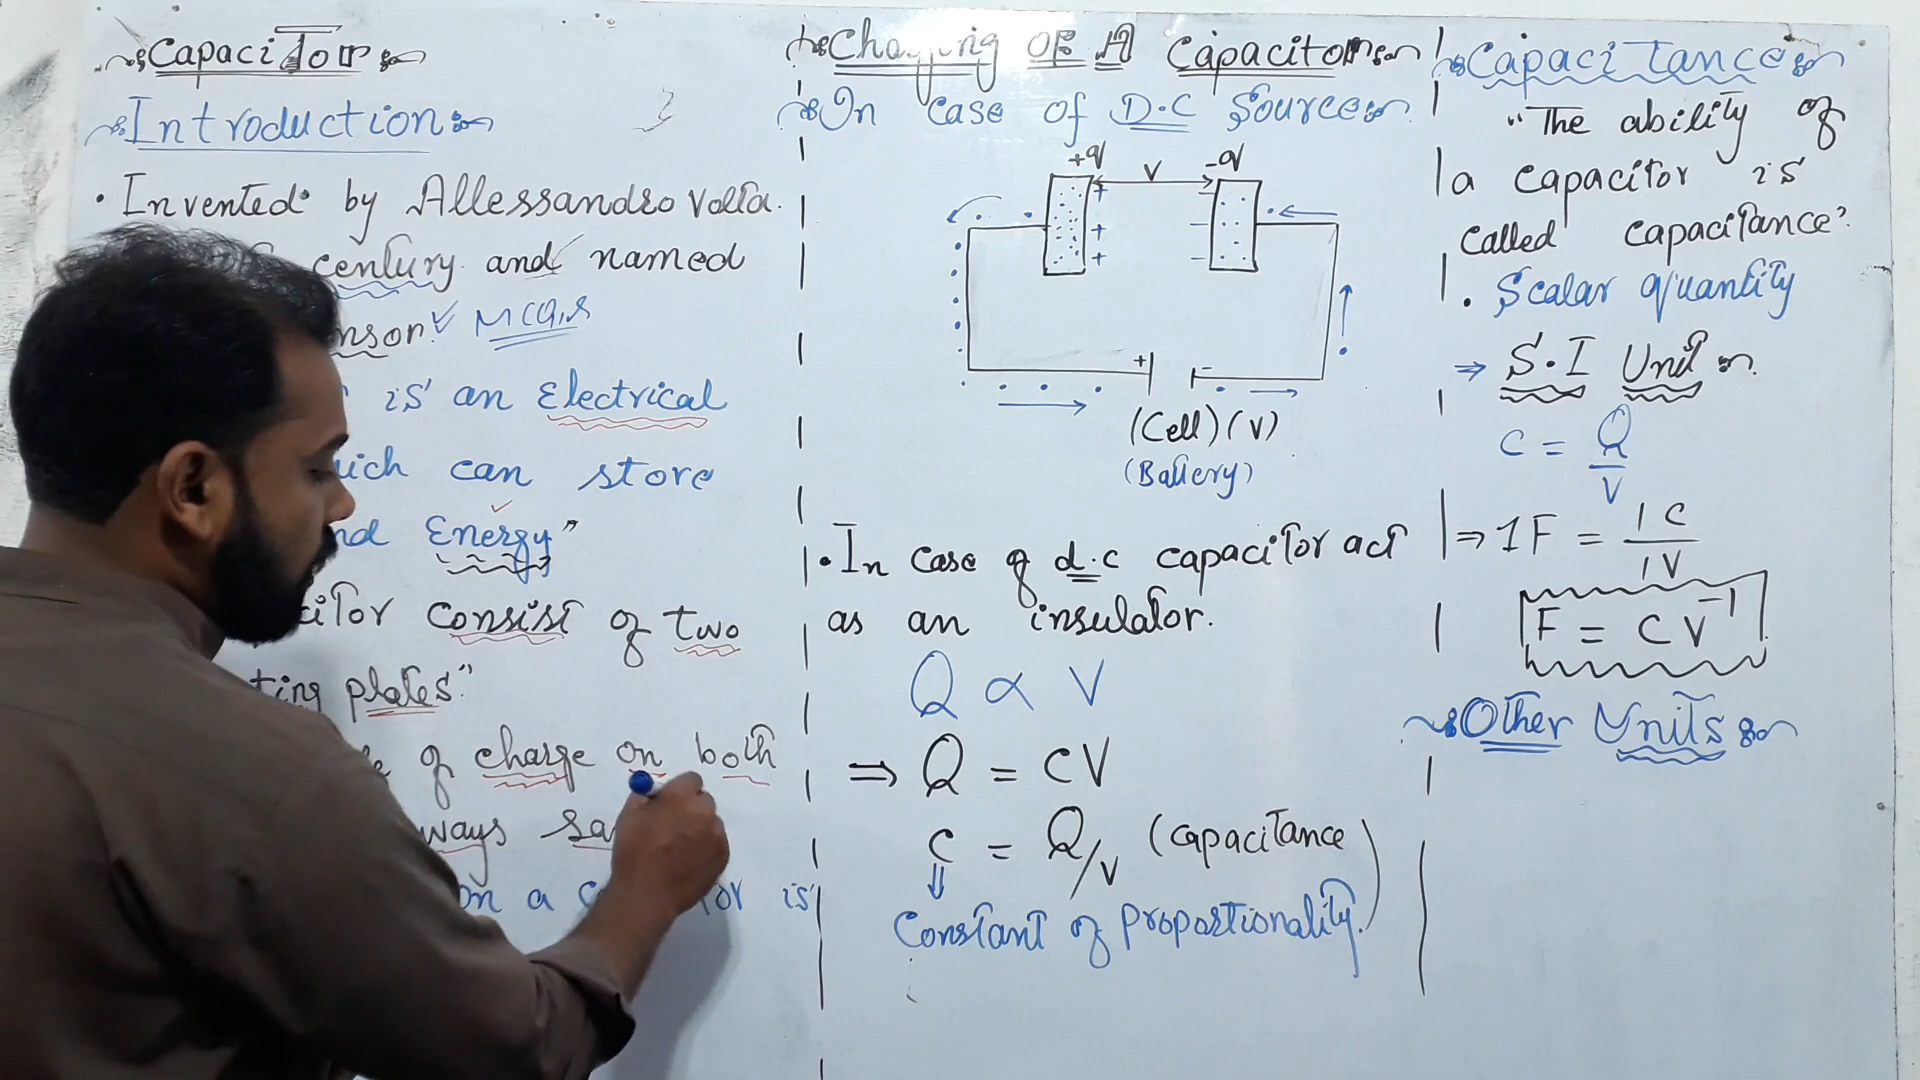 Capacitor
Introduction
• Invented by Allessandro Volta.
century and named
MCQ,s
is an Electrical
can store
Energy"
consist of two
plates."
of charge on both
on a is
Charging OF A Capacitor
In Case of D.C Source
+q V -q
+ -
+ -
+ -
+ -
(Cell) (V)
(Battery)
• In Case of d.c capacitor act
as an insulator.
Q ∝ V
⇒ Q = CV
C = Q/V (Capacitance)
⇓
Constant of Proportionality.
Capacitance
"The ability of
a capacitor is
called capacitance".
• Scalar quantity
⇒ S.I Unit
C = Q/V
⇒ 1F = 1C/1V
F = CV⁻¹
Other Units